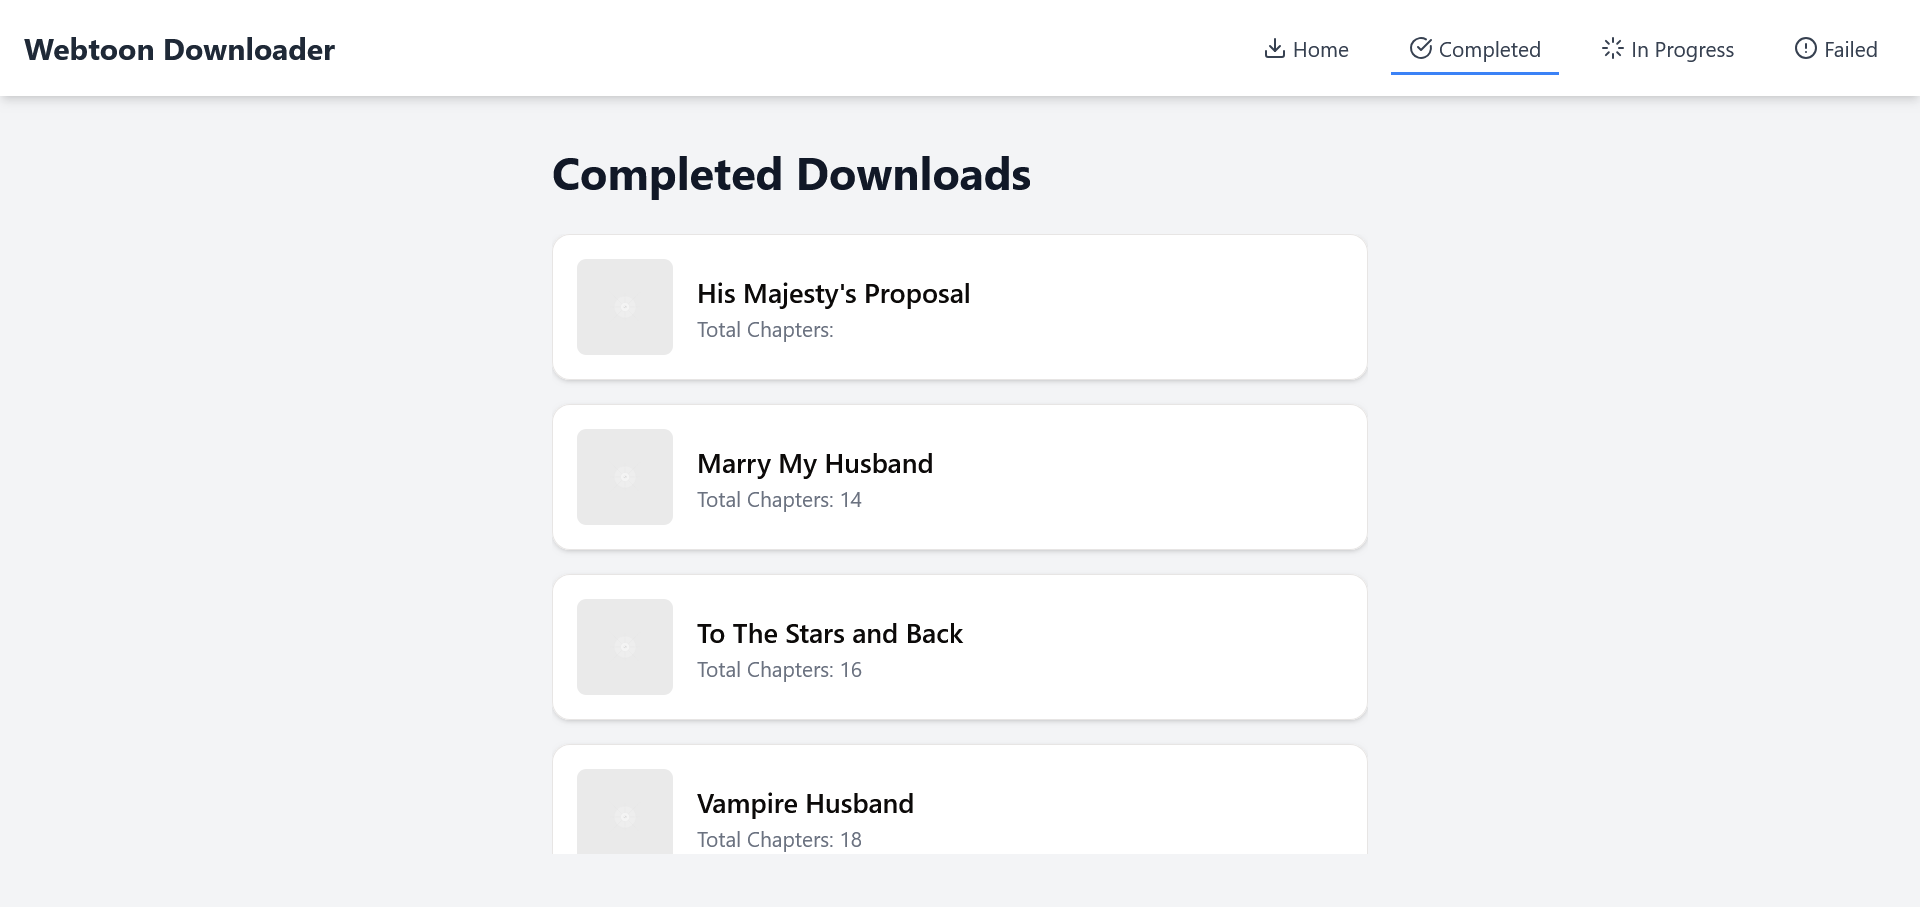 Webtoon Downloader
Home
Completed
In Progress
Failed
Completed Downloads
His Majesty's Proposal
Total Chapters:
Marry My Husband
Total Chapters: 14
To The Stars and Back
Total Chapters: 16
Vampire Husband
Total Chapters: 18